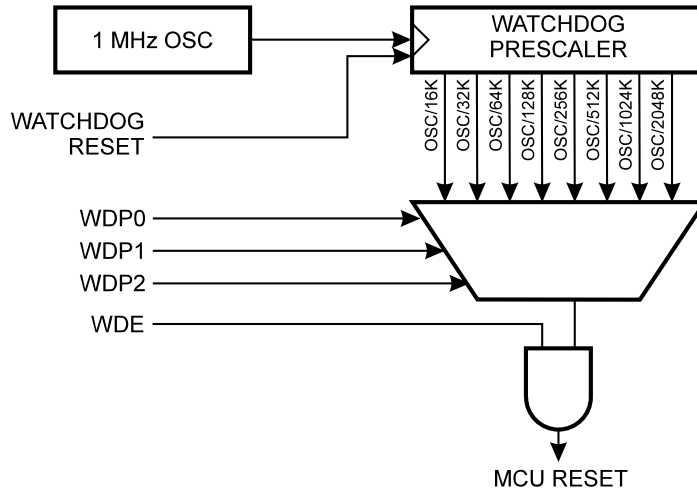 1 MHz OSC
WATCHDOG
PRESCALER
OSC/16K
OSC/32K
OSC/64K
OSC/128K
OSC/256K
OSC/512K
OSC/1024K
OSC/2048K
WATCHDOG
RESET
WDP0
WDP1
WDP2
WDE
MCU RESET